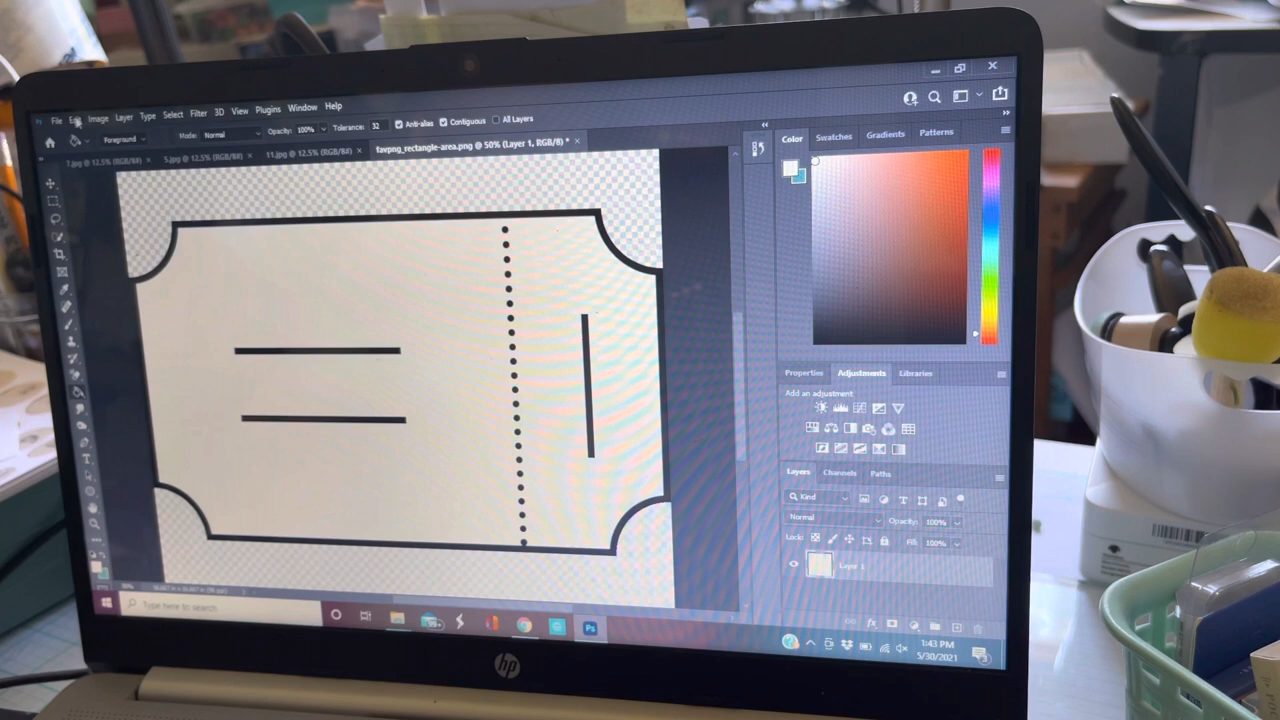 File Edit Image Layer Type Select Filter 3D View Plugins Window Help
Foreground Mode: Normal Opacity: 100% Tolerance: 32 Anti-alias Contiguous All Layers
7.jpg @ 12.5% (RGB/8#) 5.jpg @ 12.5% (RGB/8#) 11.jpg @ 12.5% (RGB/8#) favpng_rectangle-area.png @ 50% (Layer 1, RGB/8) *
Color Swatches Gradients Patterns
Properties Adjustments Libraries
Add an adjustment
Layers Channels Paths
Kind
Normal Opacity: 100%
Lock: Fill: 100%
Layer 1
Type here to search
Ps
1:43 PM
5/30/2021
hp